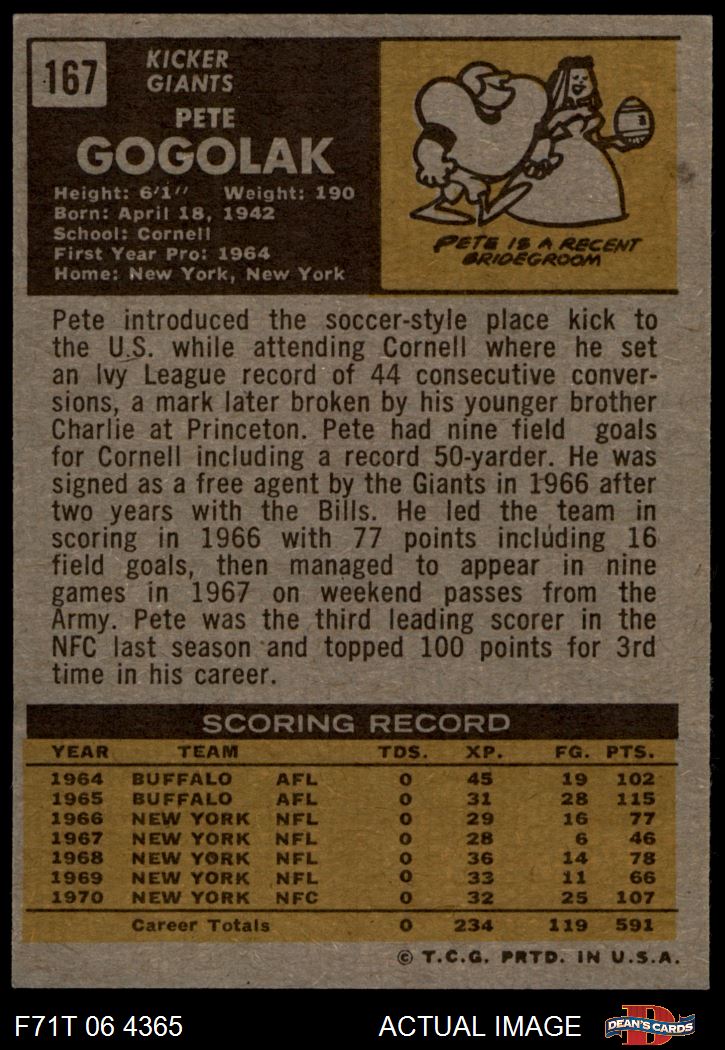 167
KICKER
GIANTS
PETE
GOGOLAK
Height: 6'1" Weight: 190
Born: April 18, 1942
School: Cornell
First Year Pro: 1964
Home: New York, New York
PETE IS A RECENT
BRIDEGROOM
Pete introduced the soccer-style place kick to
the U.S. while attending Cornell where he set
an Ivy League record of 44 consecutive conver-
sions, a mark later broken by his younger brother
Charlie at Princeton. Pete had nine field goals
for Cornell including a record 50-yarder. He was
signed as a free agent by the Giants in 1966 after
two years with the Bills. He led the team in
scoring in 1966 with 77 points including 16
field goals, then managed to appear in nine
games in 1967 on weekend passes from the
Army. Pete was the third leading scorer in the
NFC last season and topped 100 points for 3rd
time in his career.
SCORING RECORD
YEAR TEAM TDS. XP. FG. PTS.
1964 BUFFALO AFL 0 45 19 102
1965 BUFFALO AFL 0 31 28 115
1966 NEW YORK NFL 0 29 16 77
1967 NEW YORK NFL 0 28 6 46
1968 NEW YORK NFL 0 36 14 78
1969 NEW YORK NFL 0 33 11 66
1970 NEW YORK NFC 0 32 25 107
Career Totals 0 234 119 591
© T.C.G. PRTD. IN U.S.A.
F71T 06 4365 ACTUAL IMAGE
D
DEAN'S CARDS